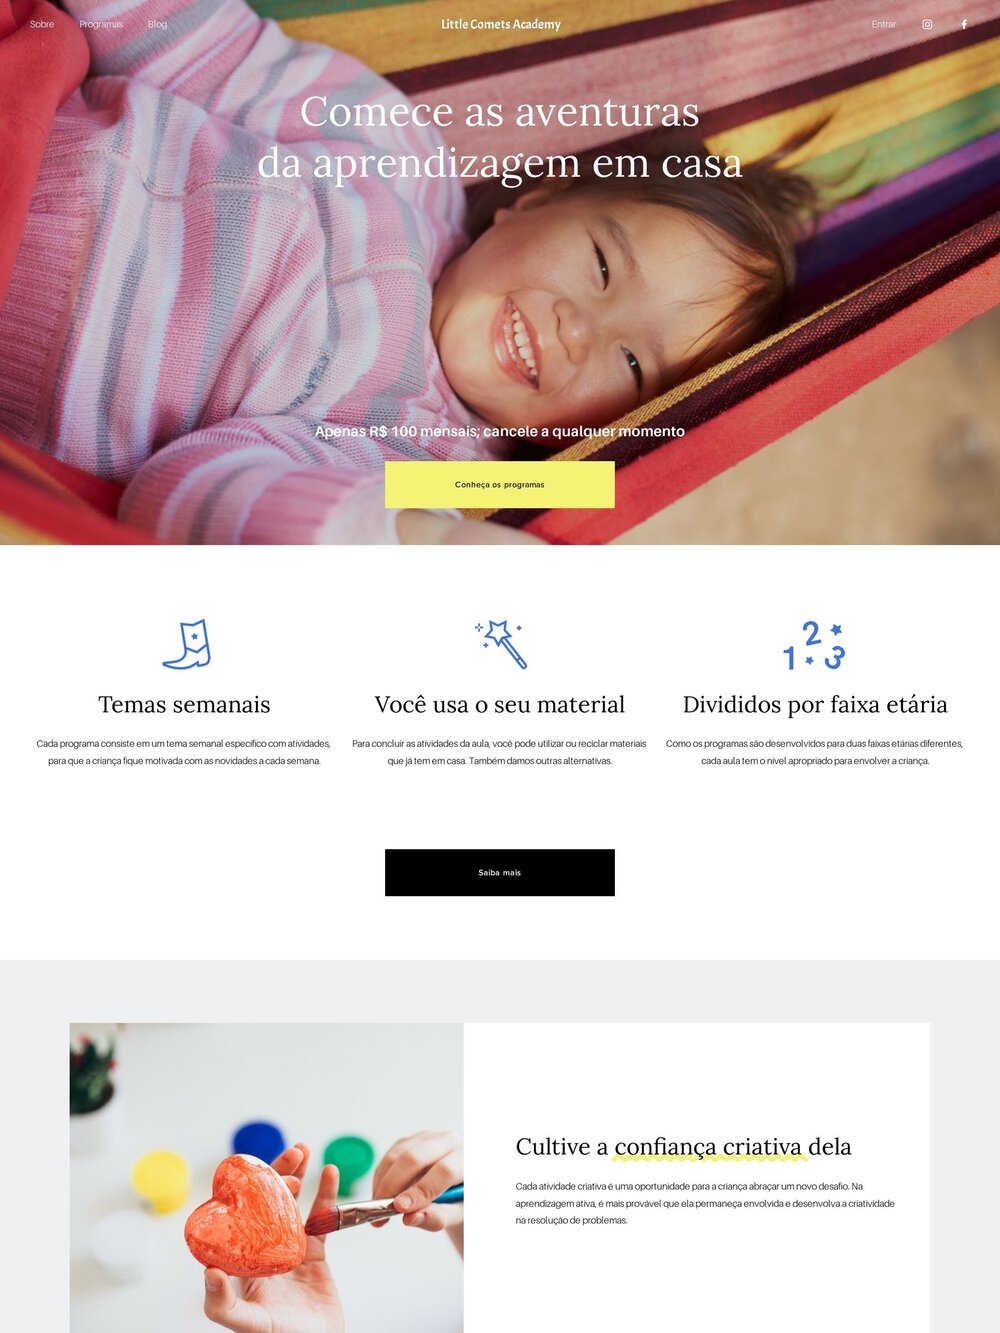 Sobre
Programas
Blog
Little Comets Academy
Entrar
Comece as aventuras
da aprendizagem em casa
Apenas R$ 100 mensais; cancele a qualquer momento
Conheça os programas
1 2 3
Temas semanais
Cada programa consiste em um tema semanal específico com atividades,
para que a criança fique motivada com as novidades a cada semana.
Você usa o seu material
Para concluir as atividades da aula, você pode utilizar ou reciclar materiais
que já tem em casa. Também damos outras alternativas.
Divididos por faixa etária
Como os programas são desenvolvidos para duas faixas etárias diferentes,
cada aula tem o nível apropriado para envolver a criança.
Saiba mais
Cultive a confiança criativa dela
Cada atividade criativa é uma oportunidade para a criança abraçar um novo desafio. Na
aprendizagem ativa, é mais provável que ela permaneça envolvida e desenvolva a criatividade
na resolução de problemas.